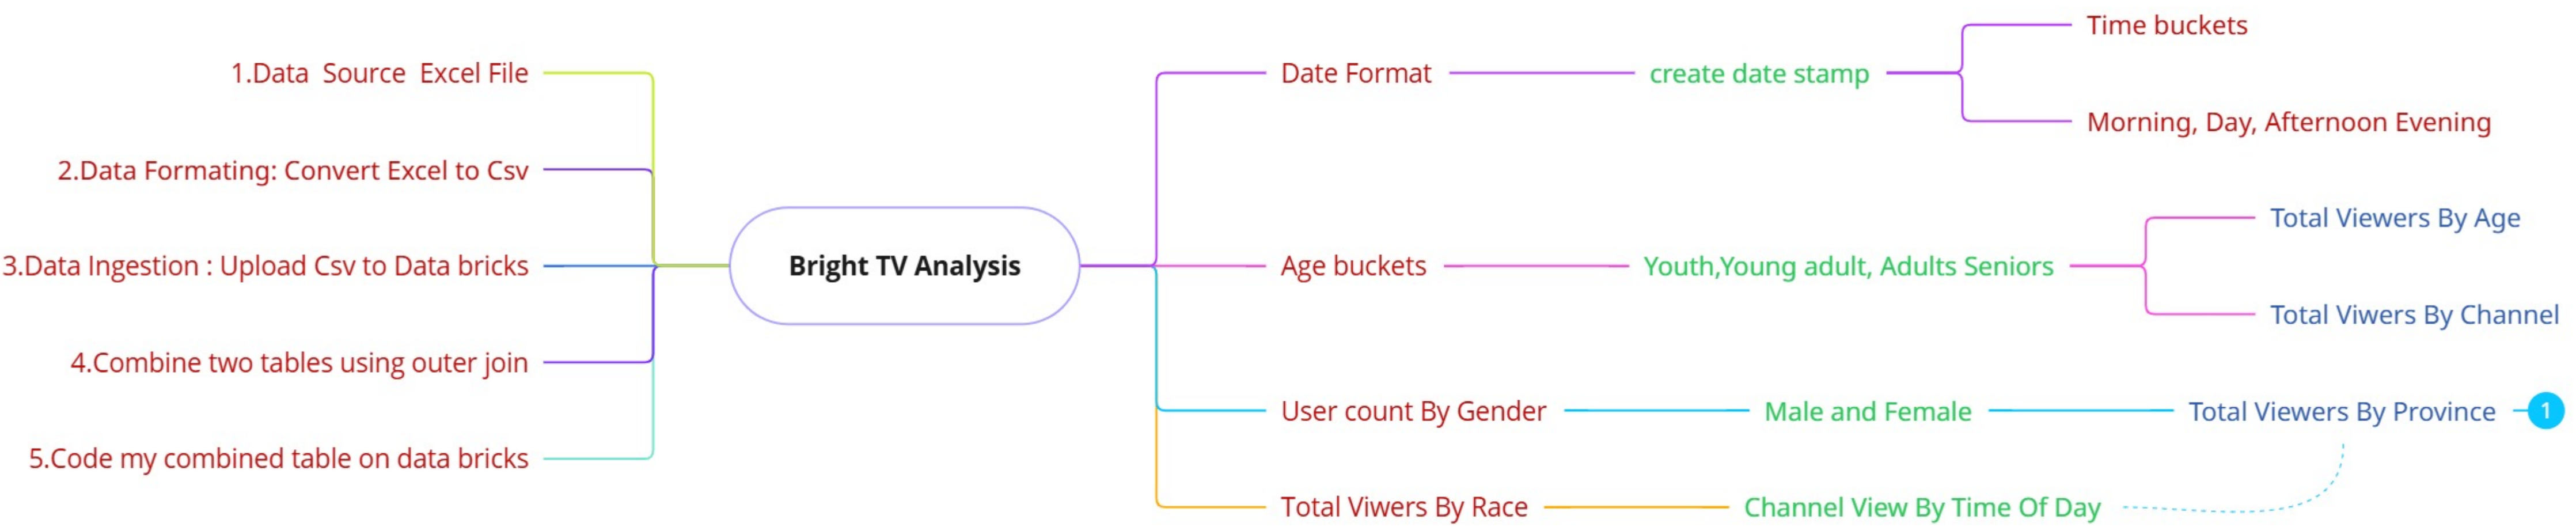 1.Data  Source  Excel File
2.Data Formating: Convert Excel to Csv
3.Data Ingestion : Upload Csv to Data bricks
4.Combine two tables using outer join
5.Code my combined table on data bricks
Bright TV Analysis
Date Format
create date stamp
Time buckets
Morning, Day, Afternoon Evening
Age buckets
Youth,Young adult, Adults Seniors
Total Viewers By Age
Total Viwers By Channel
User count By Gender
Male and Female
Total Viewers By Province
1
Total Viwers By Race
Channel View By Time Of Day